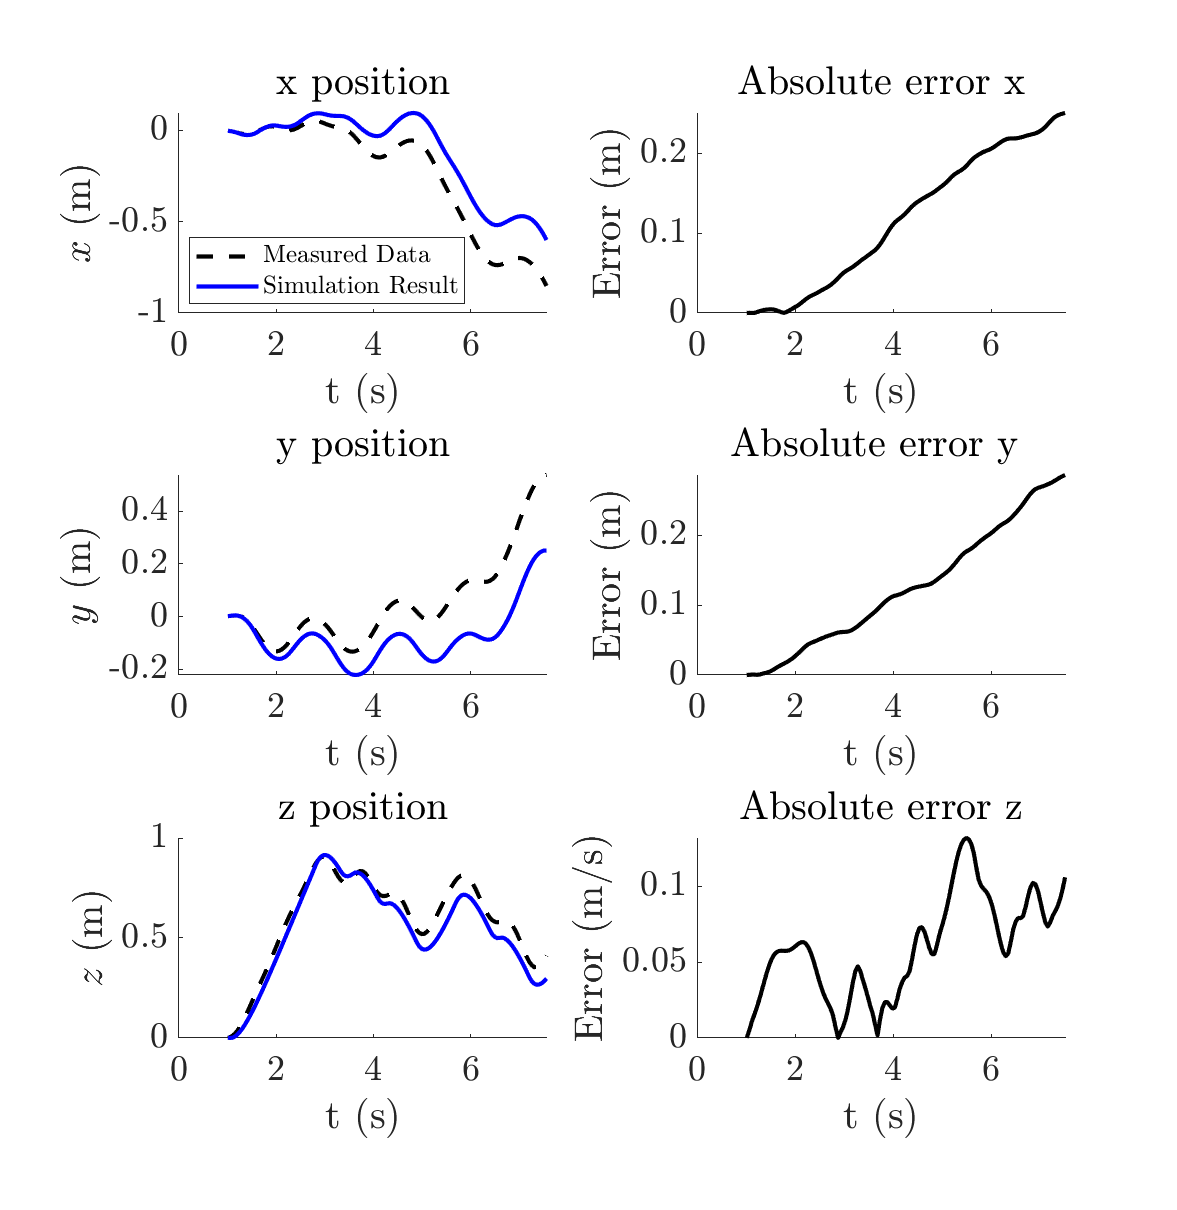 x position
0
-0.5
-1
x (m)
Measured Data
Simulation Result
0 2 4 6
t (s)
Absolute error x
0.2
0.1
0
Error (m)
0 2 4 6
t (s)
y position
0.4
0.2
0
-0.2
y (m)
0 2 4 6
t (s)
Absolute error y
0.2
0.1
0
Error (m)
0 2 4 6
t (s)
z position
1
0.5
0
z (m)
0 2 4 6
t (s)
Absolute error z
0.1
0.05
0
Error (m/s)
0 2 4 6
t (s)